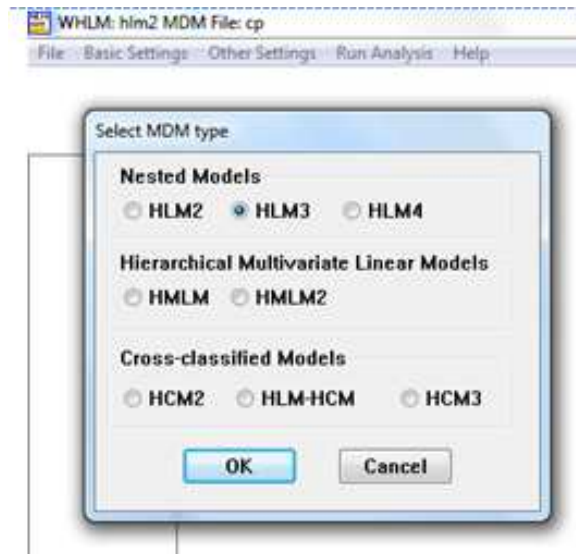 WHLM: hlm2 MDM File: cp
File Basic Settings Other Settings Run Analysis Help
Select MDM type
Nested Models
HLM2 HLM3 HLM4
Hierarchical Multivariate Linear Models
HMLM HMLM2
Cross-classified Models
HCM2 HLM-HCM HCM3
OK Cancel